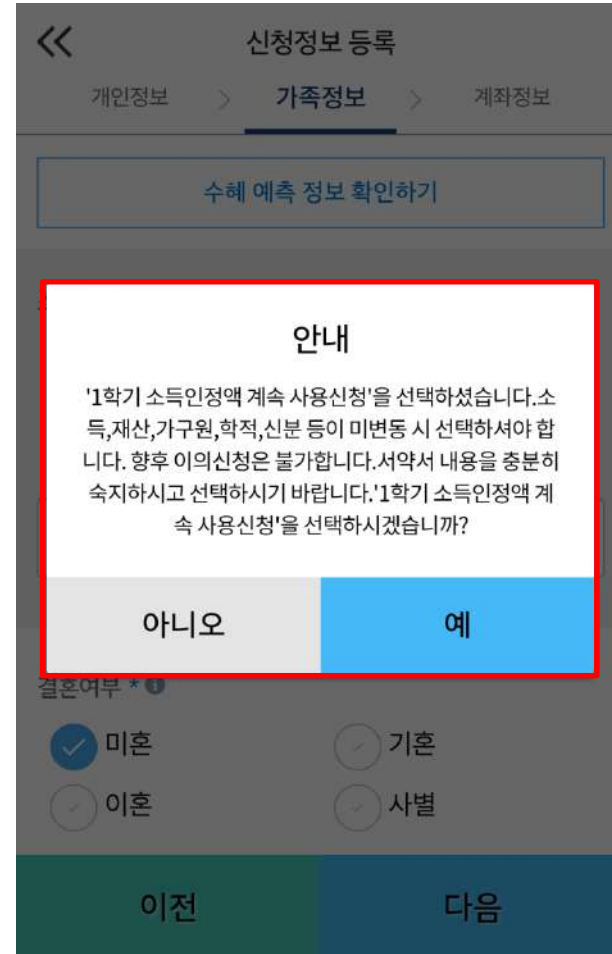 신청정보 등록
개인정보 > 가족정보 > 계좌정보
수혜 예측 정보 확인하기
안내
'1학기 소득인정액 계속 사용신청'을 선택하셨습니다.소
득,재산,가구원,학적,신분 등이 미변동 시 선택하셔야 합
니다. 향후 이의신청은 불가합니다.서약서 내용을 충분히
숙지하시고 선택하시기 바랍니다.'1학기 소득인정액 계
속 사용신청'을 선택하시겠습니까?
아니오 예
결혼여부 *
미혼 기혼
이혼 사별
이전 다음